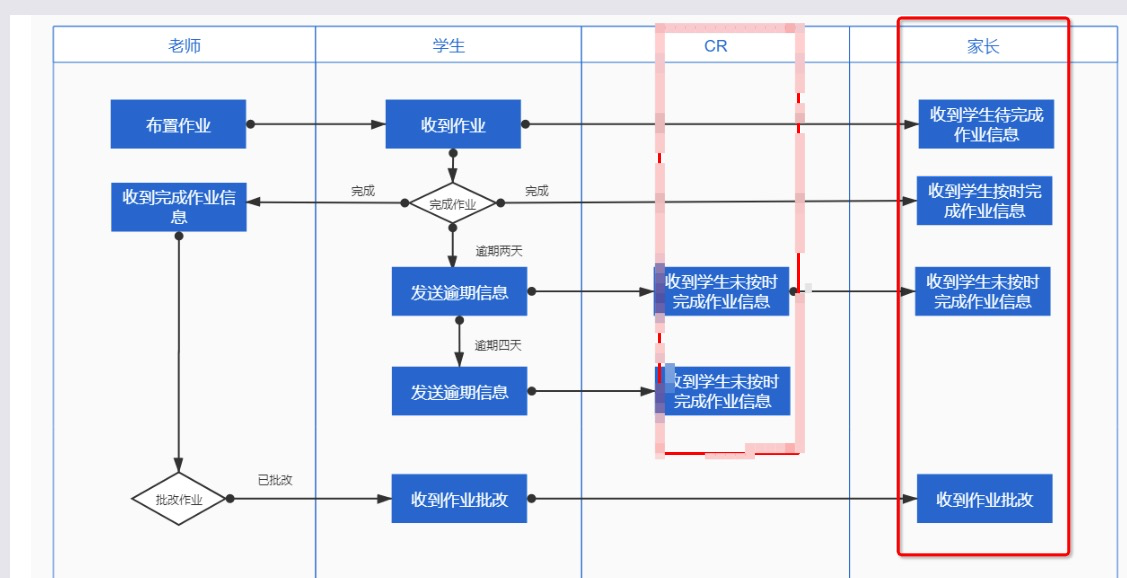 老师
学生
CR
家长
布置作业
收到作业
收到学生待完成
作业信息
收到完成作业信
息
完成
完成作业
完成
收到学生按时完
成作业信息
逾期两天
发送逾期信息
收到学生未按时
完成作业信息
收到学生未按时
完成作业信息
逾期四天
发送逾期信息
收到学生未按时
完成作业信息
批改作业
已批改
收到作业批改
收到作业批改